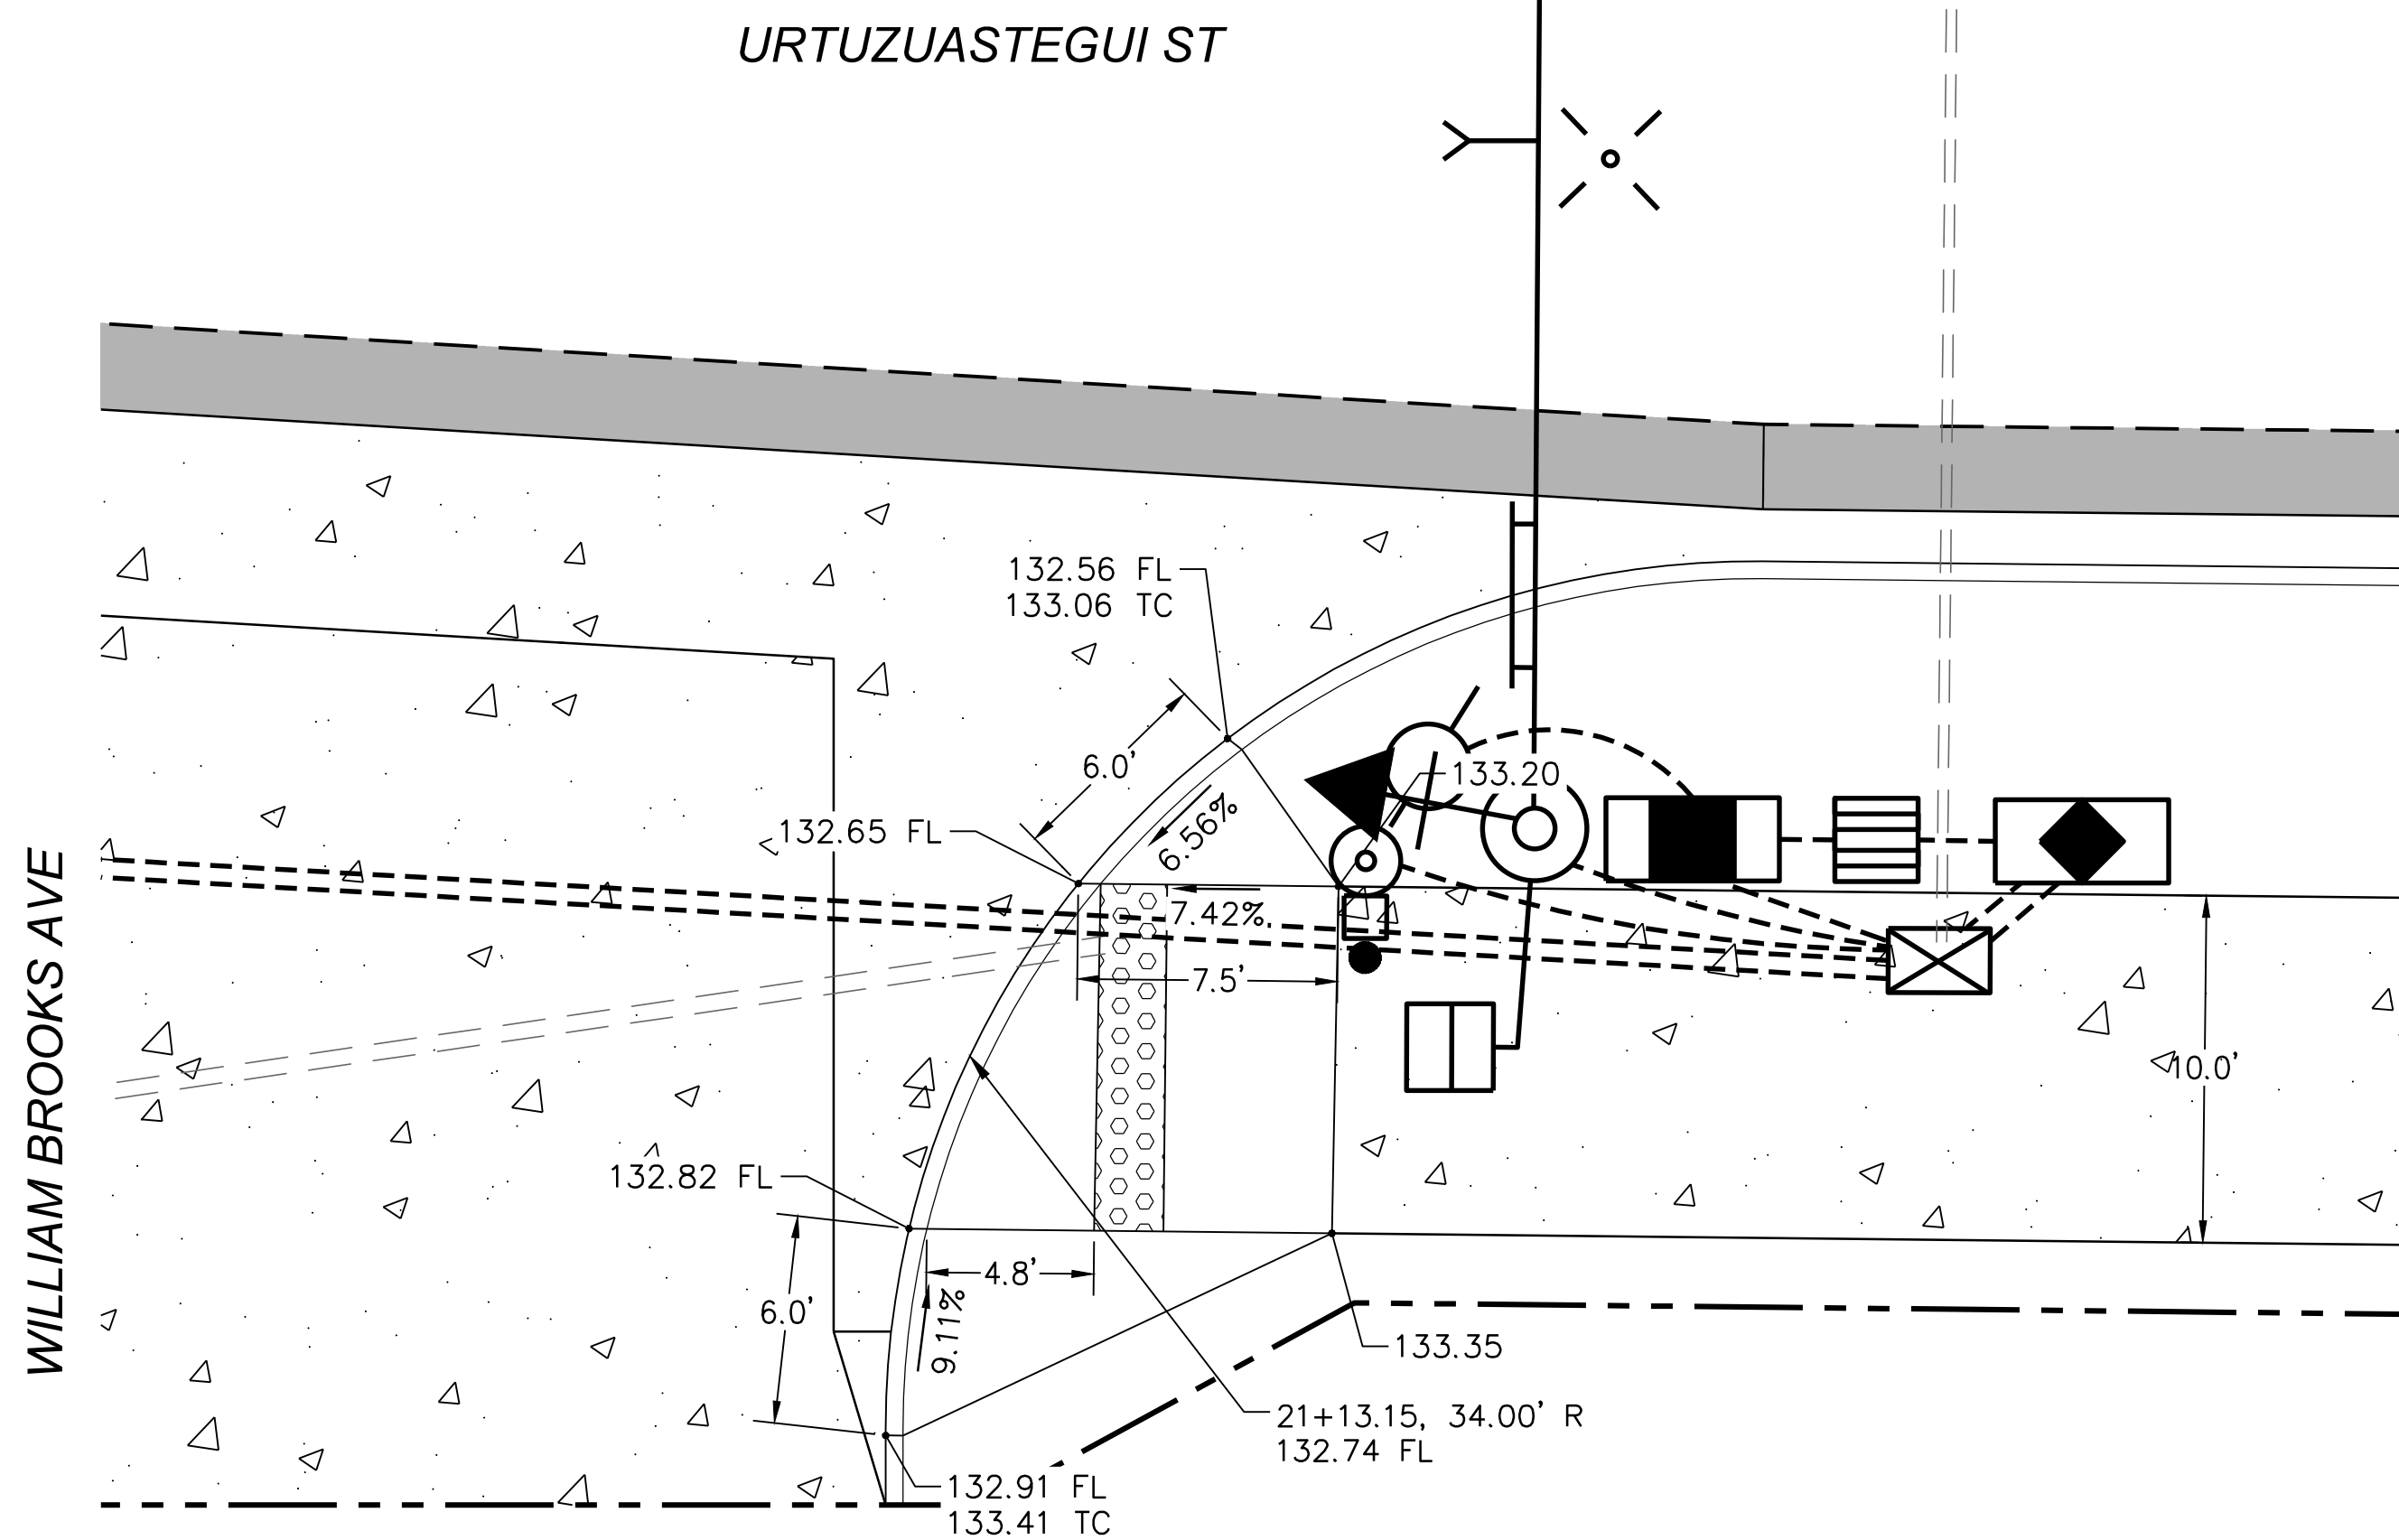 URTUZUASTEGUI ST
132.56 FL
133.06 TC
6.0'
133.20
132.65 FL
6.56%
7.42%
7.5'
WILLIAM BROOKS AVE
10.0'
132.82 FL
4.8'
6.0'
9.11%
133.35
21+13.15, 34.00' R
132.74 FL
132.91 FL
133.41 TC